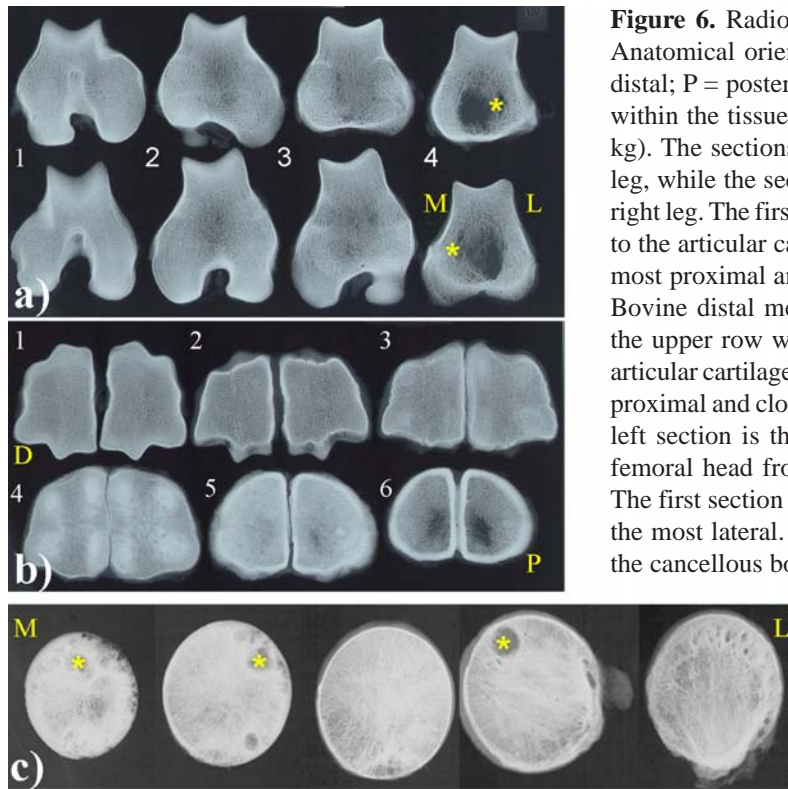 Figure 6. Radio
Anatomical orien
distal; P = poster
within the tissue
kg). The sections
leg, while the sec
right leg. The first
to the articular ca
most proximal an
Bovine distal me
the upper row w
articular cartilage
proximal and clo
left section is th
femoral head fro
The first section
the most lateral.
the cancellous bo
1 2 3 4
* 
M L
*
a)
1 2 3
D
4 5 6
b) P
M L
* * *
c)